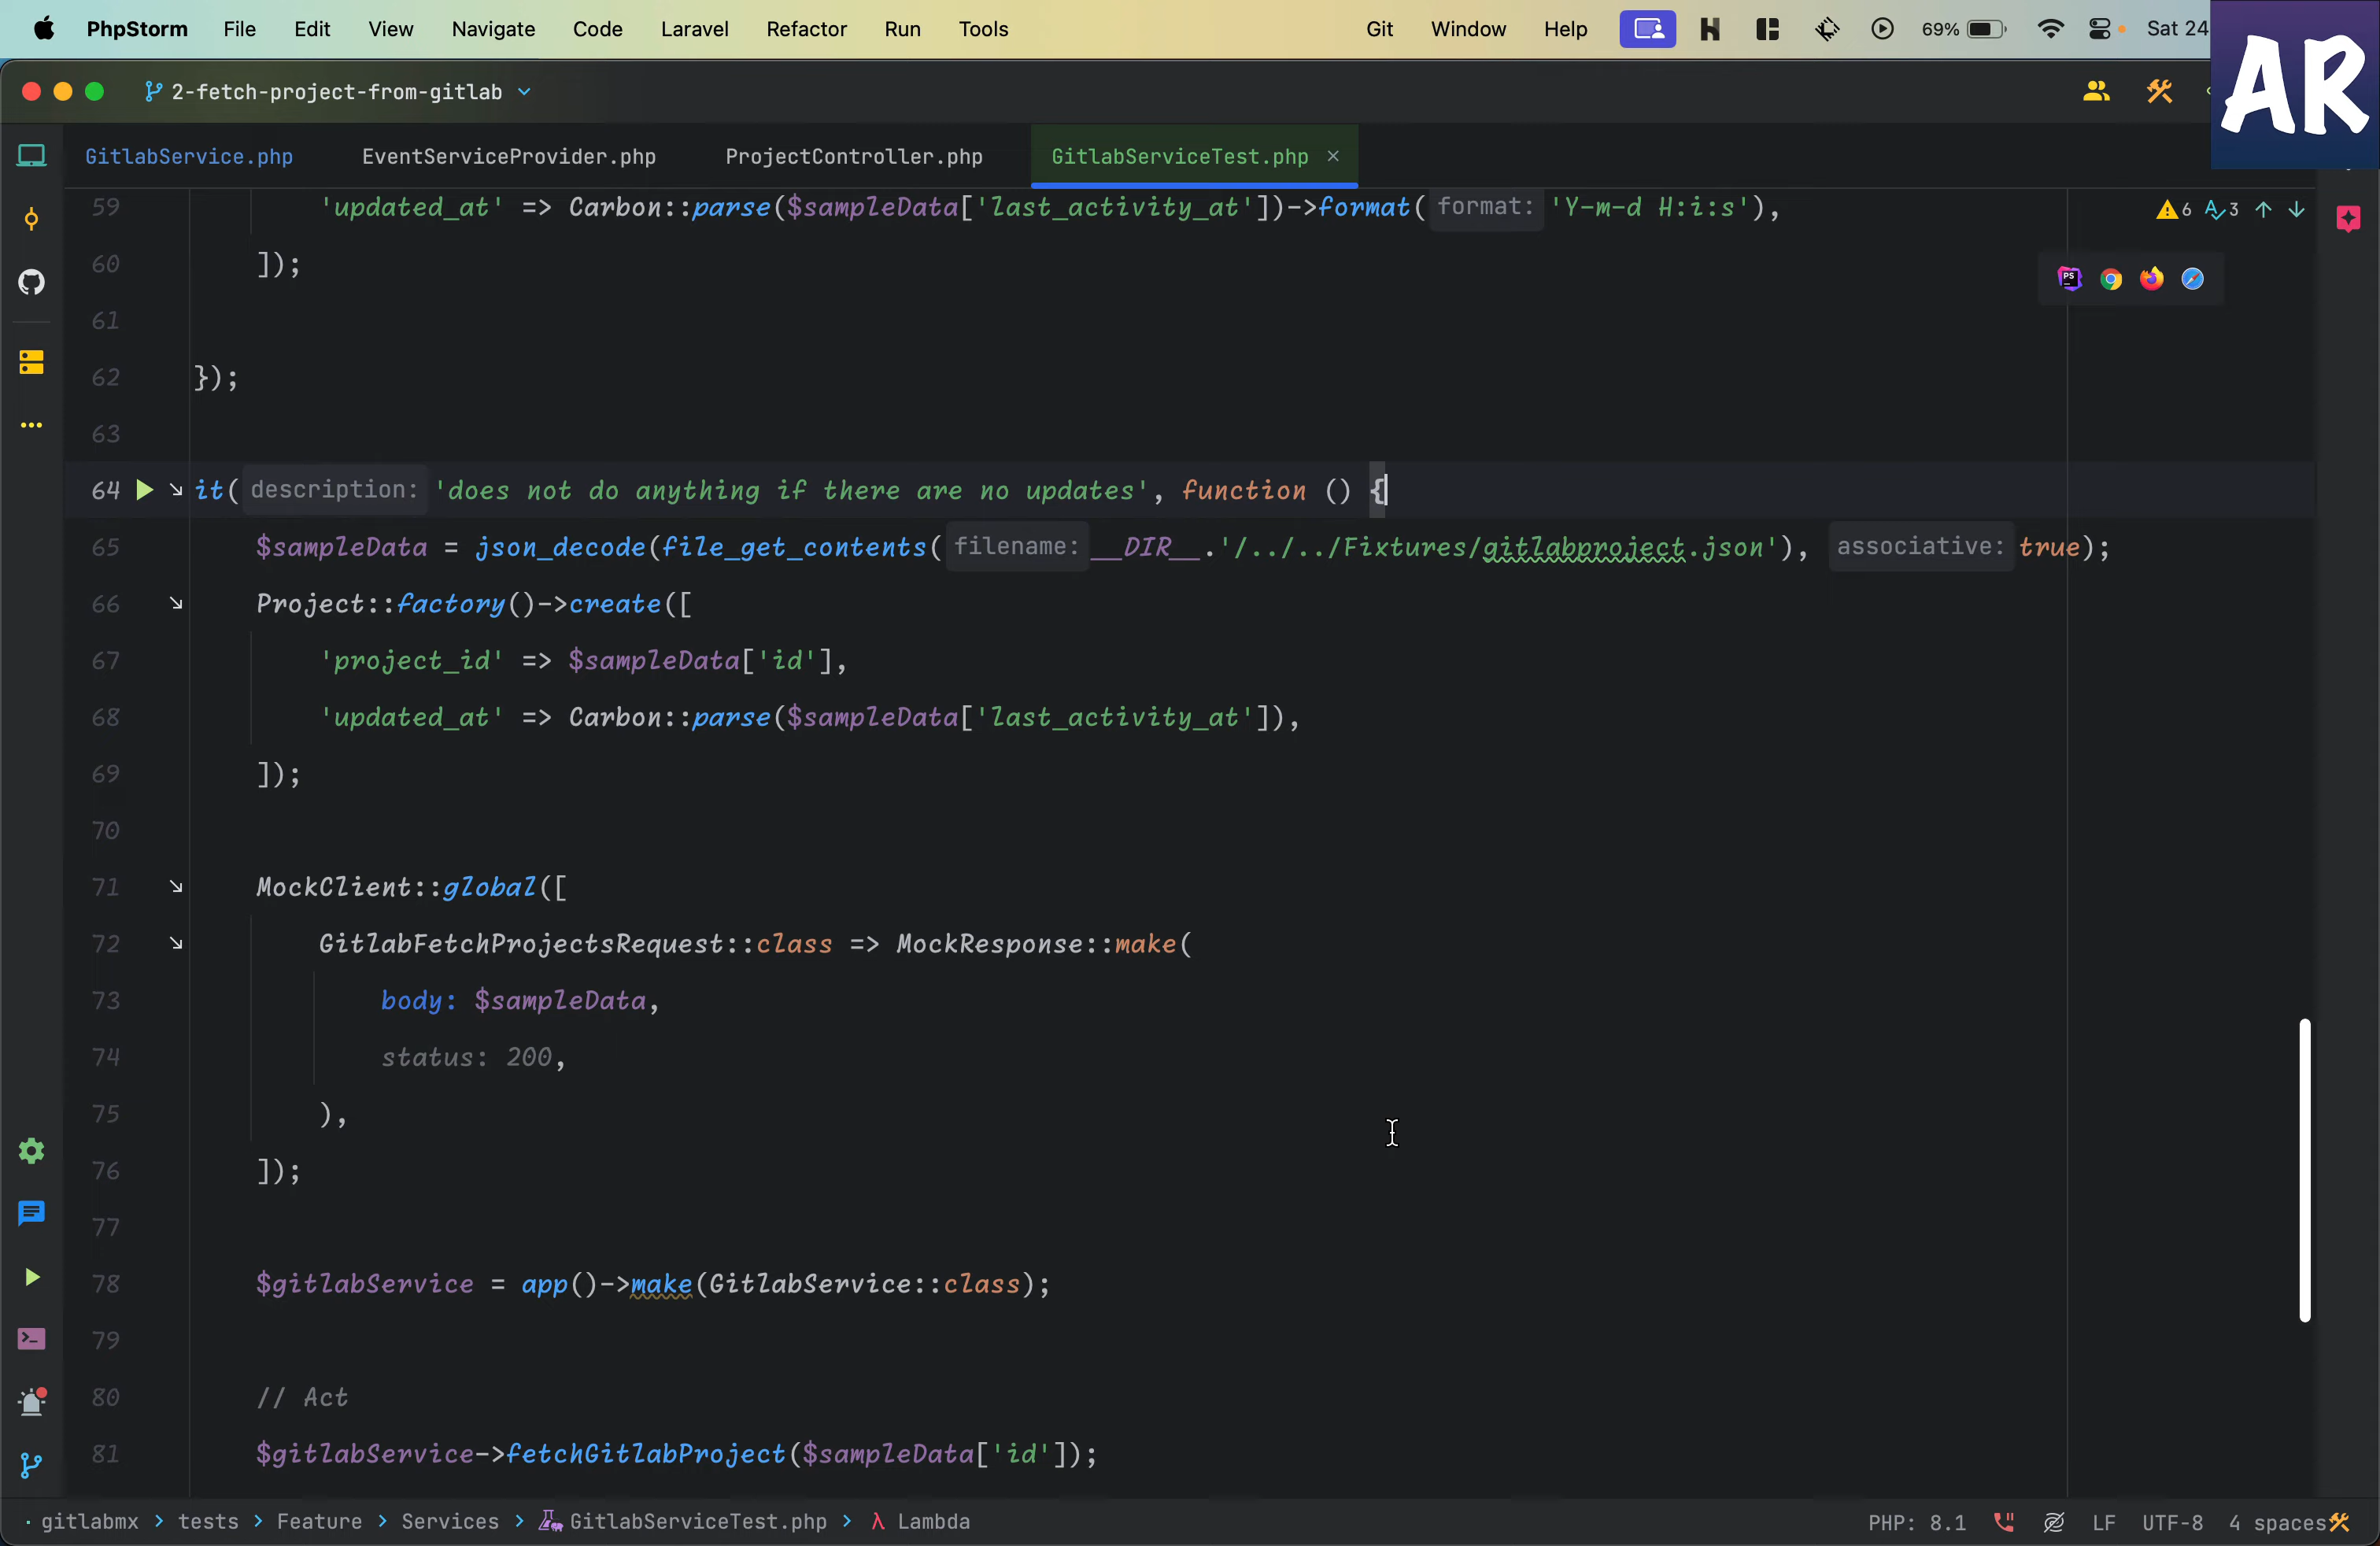 PhpStorm File Edit View Navigate Code Laravel Refactor Run Tools Git Window Help 69% Sat 24
AR
2-fetch-project-from-gitlab
GitlabService.php EventServiceProvider.php ProjectController.php GitlabServiceTest.php
6 3
59 'updated_at' => Carbon::parse($sampleData['last_activity_at'])->format( format: 'Y-m-d H:i:s'),
60 ]);
61
62 });
63
64 it( description: 'does not do anything if there are no updates', function () {
65 $sampleData = json_decode(file_get_contents( filename: __DIR__.'/../../Fixtures/gitlabproject.json'), associative: true);
66 Project::factory()->create([
67 'project_id' => $sampleData['id'],
68 'updated_at' => Carbon::parse($sampleData['last_activity_at']),
69 ]);
70
71 MockClient::global([
72 GitlabFetchProjectsRequest::class => MockResponse::make(
73 body: $sampleData,
74 status: 200,
75 ),
76 ]);
77
78 $gitlabService = app()->make(GitlabService::class);
79
80 // Act
81 $gitlabService->fetchGitlabProject($sampleData['id']);
gitlabmx > tests > Feature > Services > GitlabServiceTest.php > λ Lambda PHP: 8.1 LF UTF-8 4 spaces